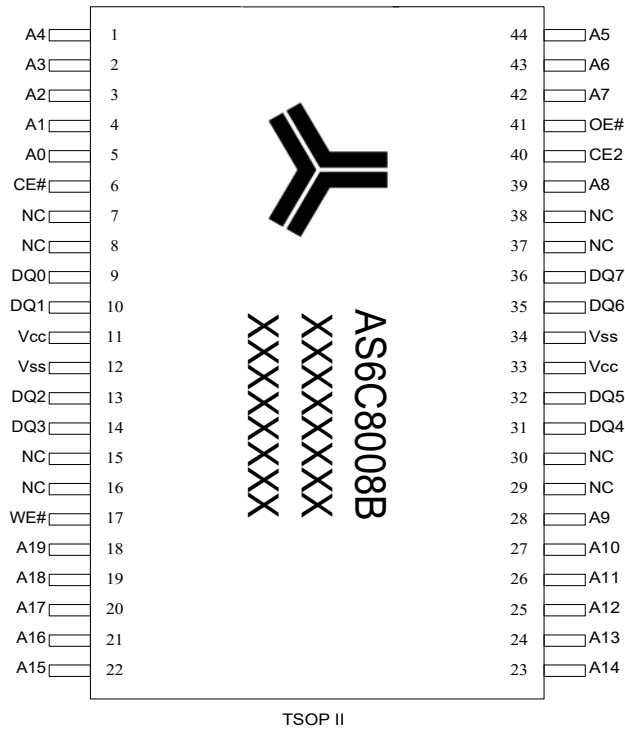 A4 1 44 A5
A3 2 43 A6
A2 3 42 A7
A1 4 41 OE#
A0 5 40 CE2
CE# 6 39 A8
NC 7 38 NC
NC 8 37 NC
DQ0 9 36 DQ7
DQ1 10 35 DQ6
Vcc 11 34 Vss
Vss 12 33 Vcc
DQ2 13 32 DQ5
DQ3 14 31 DQ4
NC 15 30 NC
NC 16 29 NC
WE# 17 28 A9
A19 18 27 A10
A18 19 26 A11
A17 20 25 A12
A16 21 24 A13
A15 22 23 A14
AS6C8008B
XXXXXXXXX
XXXXXXXXX
TSOP II